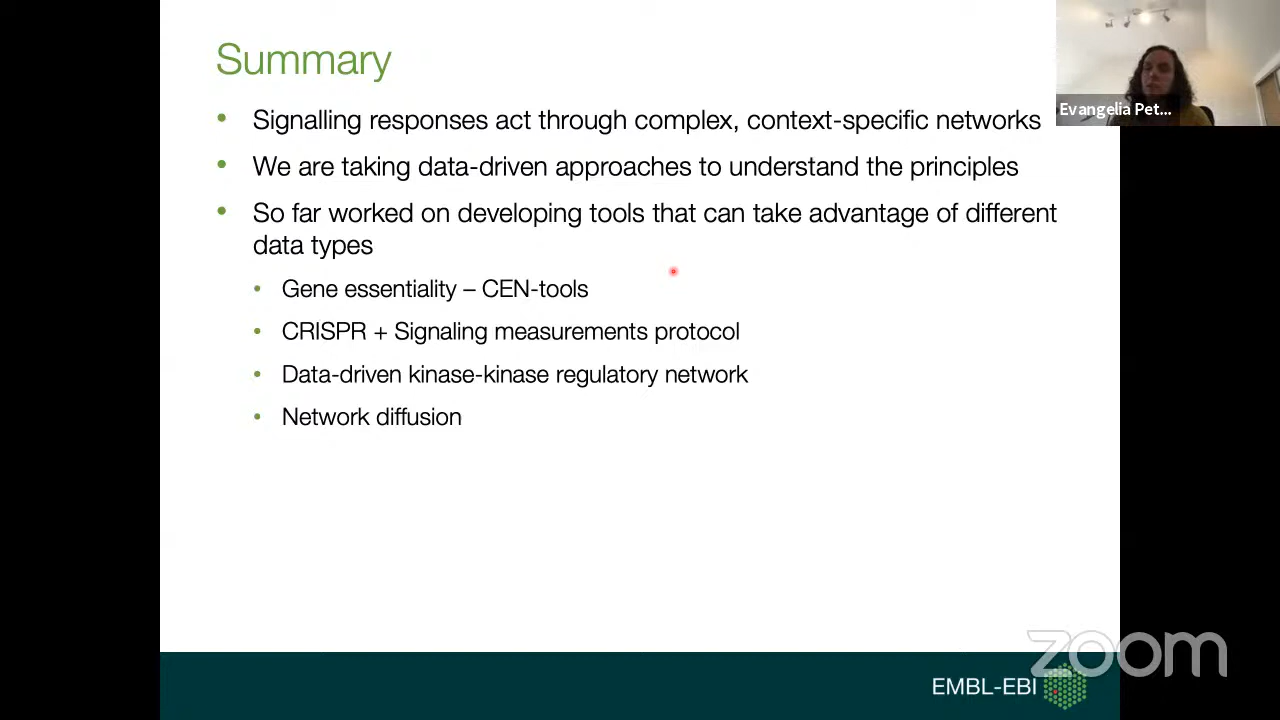 Summary
Evangelia Pet...
• Signalling responses act through complex, context-specific networks
• We are taking data-driven approaches to understand the principles
• So far worked on developing tools that can take advantage of different
data types
• Gene essentiality – CEN-tools
• CRISPR + Signaling measurements protocol
• Data-driven kinase-kinase regulatory network
• Network diffusion
zoom
EMBL-EBI